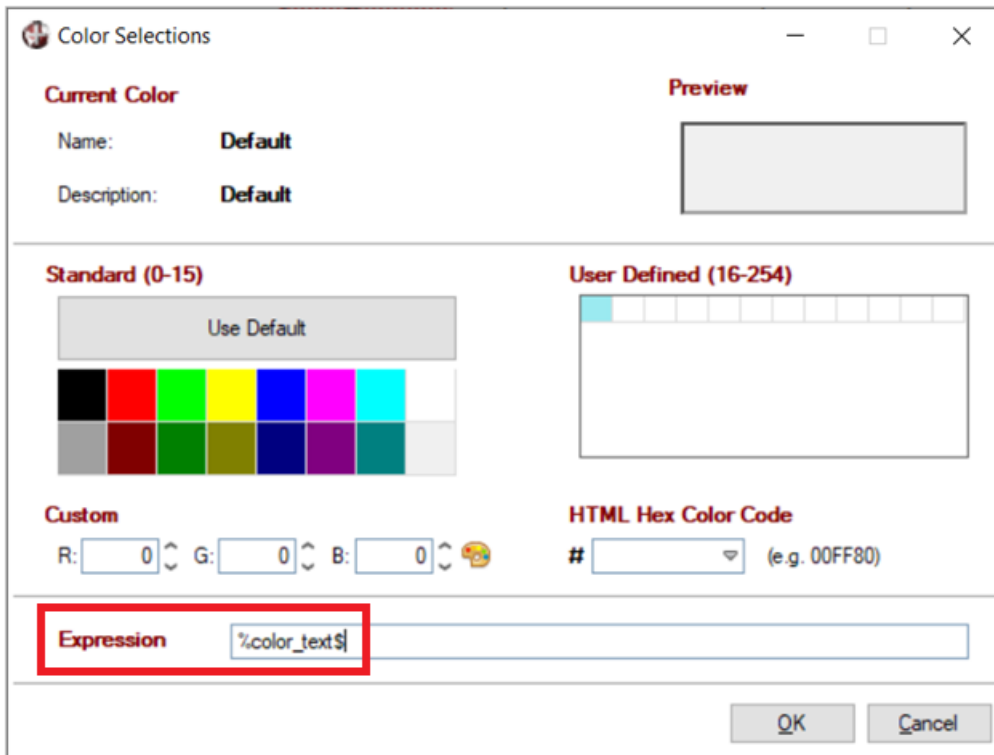 Color Selections
Current Color
Preview
Name: Default
Description: Default
Standard (0-15)
User Defined (16-254)
Use Default
Custom
HTML Hex Color Code
R: 0 G: 0 B: 0
# (e.g. 00FF80)
Expression %color_text$
OK Cancel